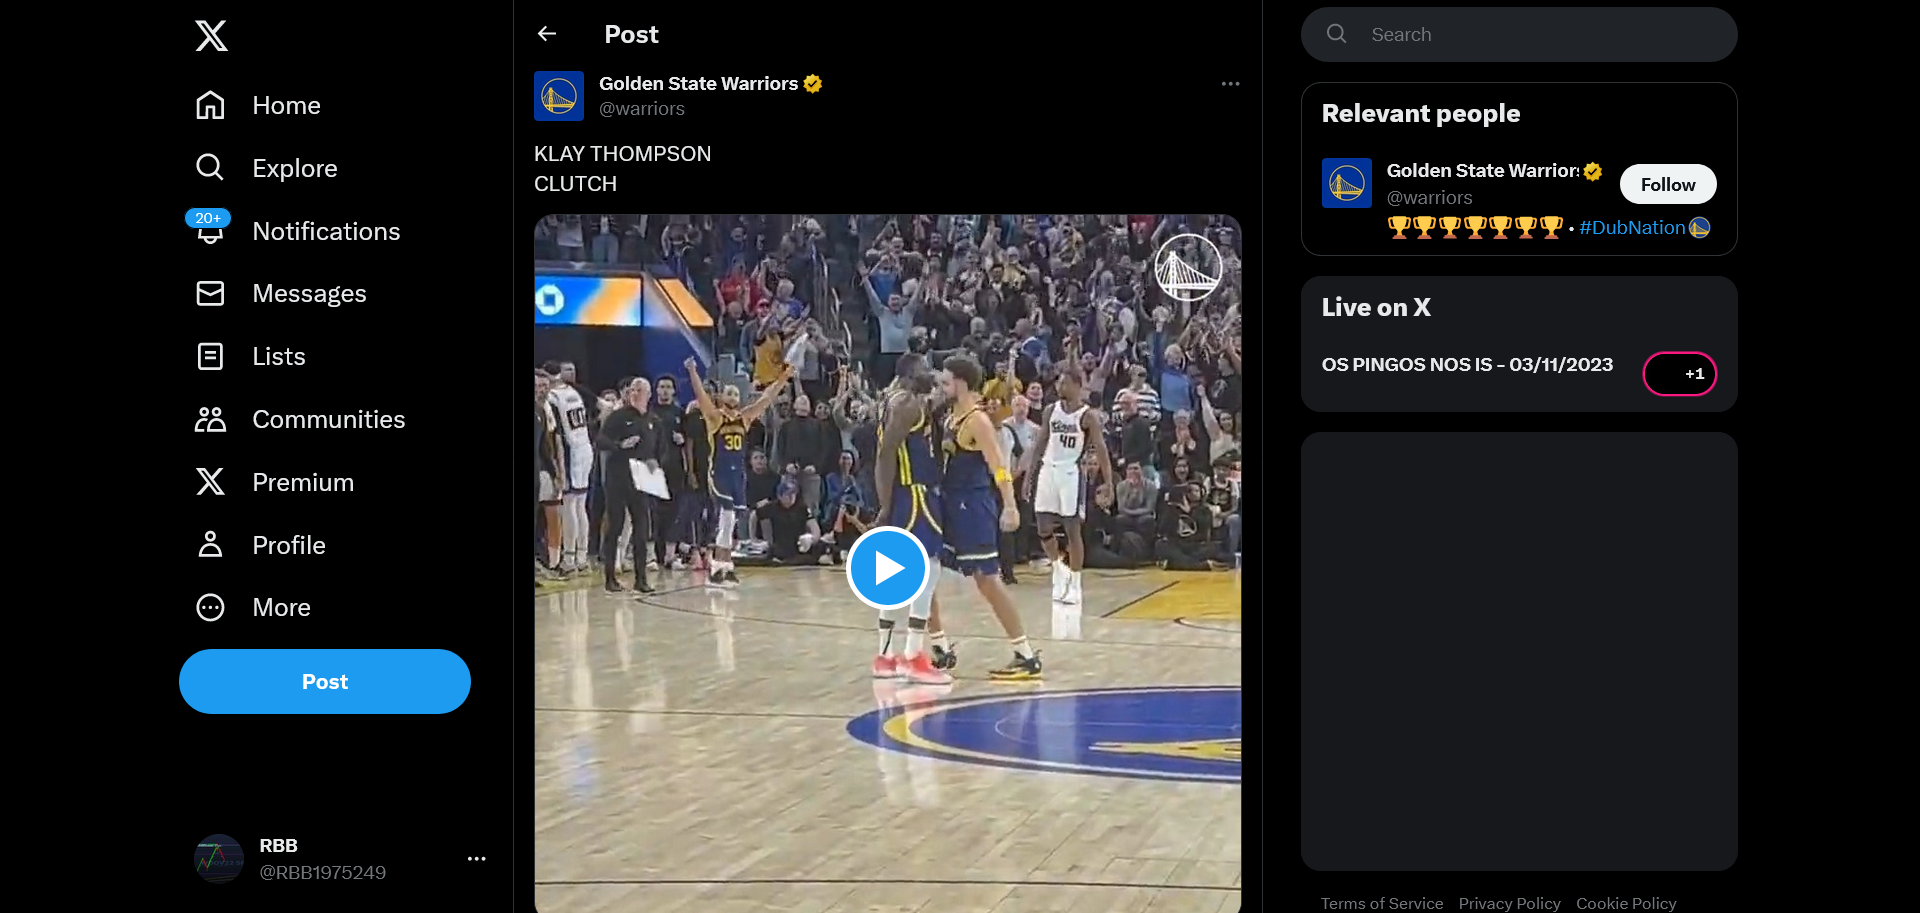 Home
Explore
20+
Notifications
Messages
Lists
Communities
Premium
Profile
More
Post
RBB
@RBB1975249
Post
Golden State Warriors
@warriors
KLAY THOMPSON
CLUTCH
30
40
Search
Relevant people
Golden State Warriors
@warriors
Follow
• #DubNation
Live on X
OS PINGOS NOS IS - 03/11/2023
+1
Terms of Service Privacy Policy Cookie Policy